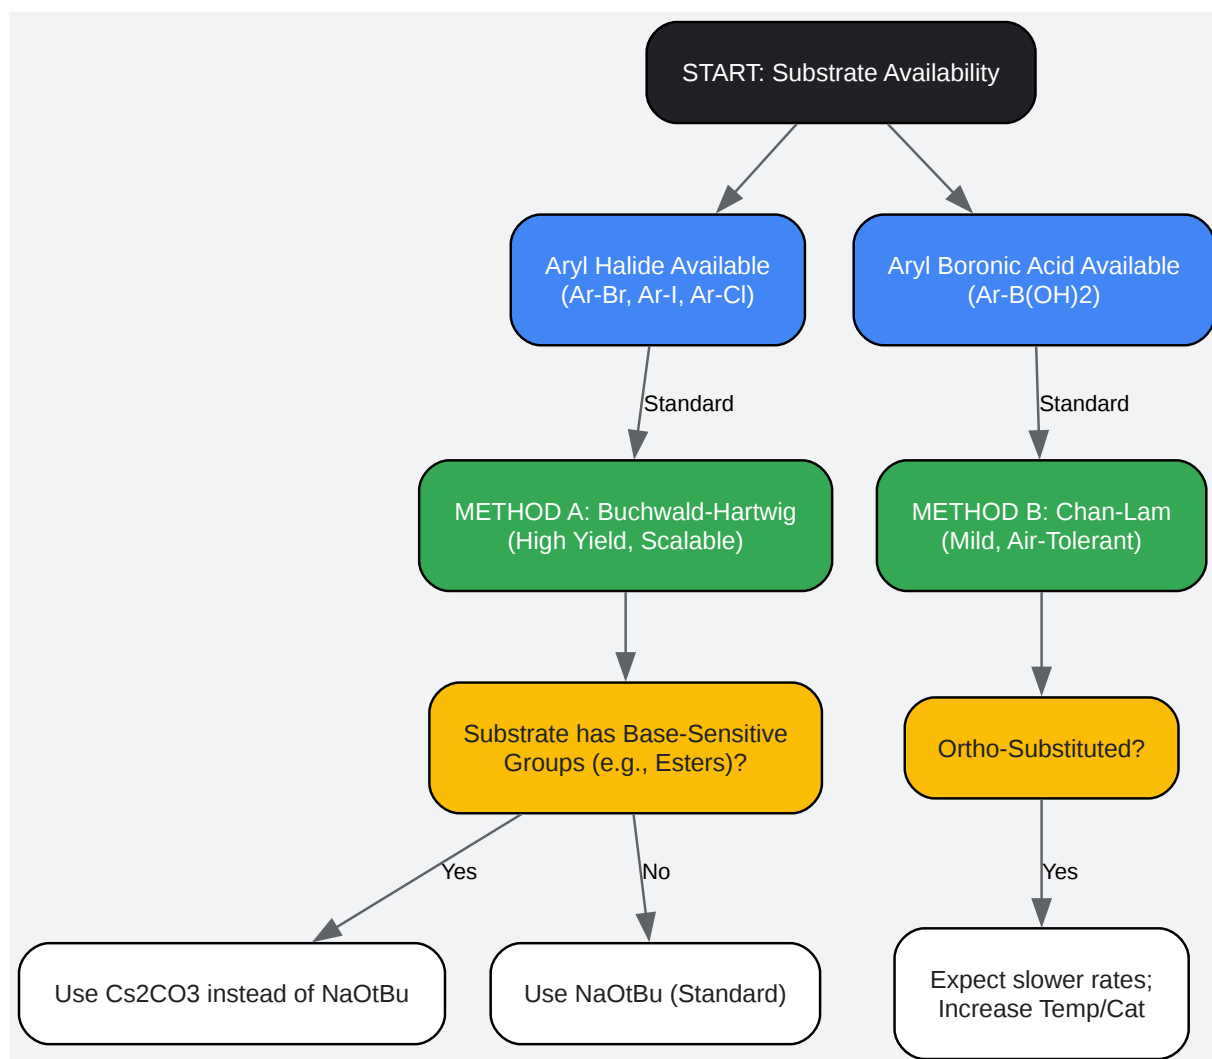 START: Substrate Availability
Aryl Halide Available
(Ar-Br, Ar-I, Ar-Cl)
Aryl Boronic Acid Available
(Ar-B(OH)2)
Standard
Standard
METHOD A: Buchwald-Hartwig
(High Yield, Scalable)
METHOD B: Chan-Lam
(Mild, Air-Tolerant)
Substrate has Base-Sensitive
Groups (e.g., Esters)?
Ortho-Substituted?
Yes
No
Yes
Use Cs2CO3 instead of NaOtBu
Use NaOtBu (Standard)
Expect slower rates;
Increase Temp/Cat